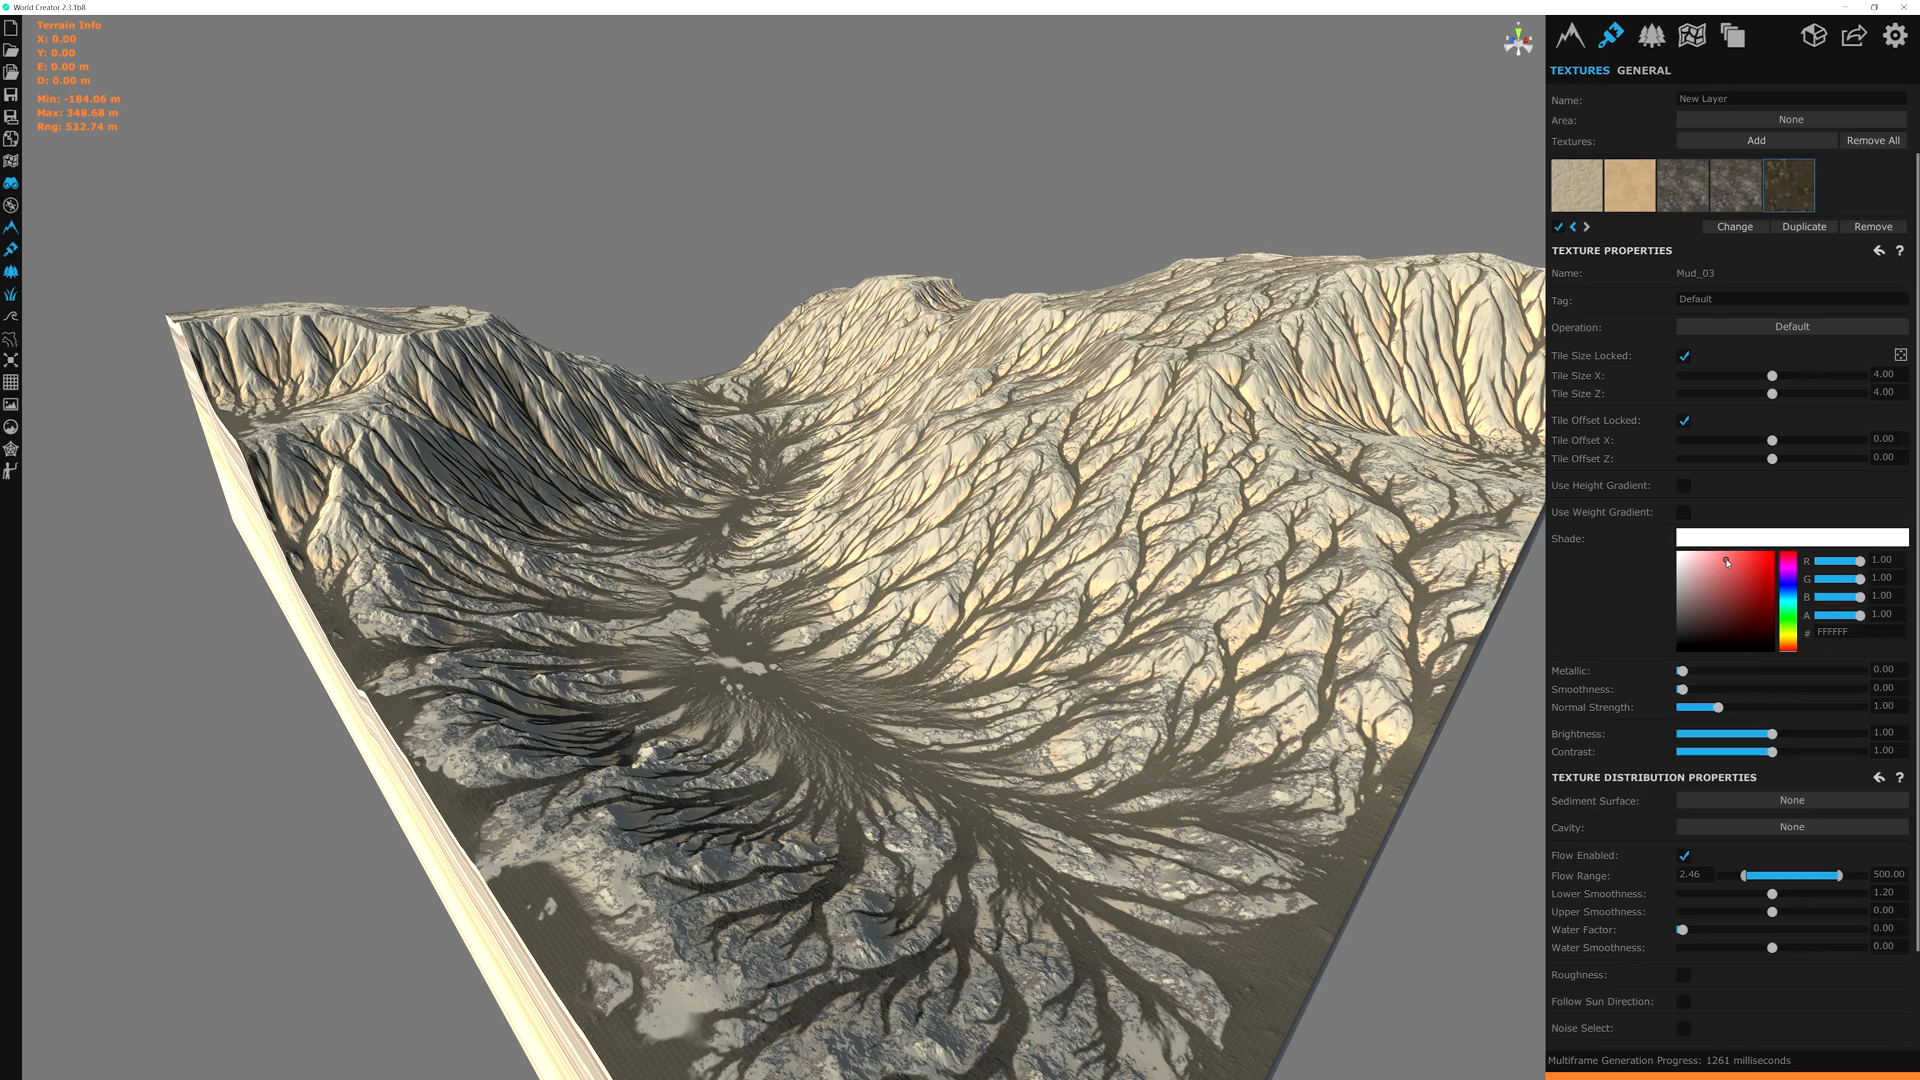 World Creator 2.3.1b8
Terrain Info
X: 0.00
Y: 0.00
E: 0.00 m
D: 0.00 m
Min: -184.06 m
Max: 348.68 m
Rng: 532.74 m
TEXTURES GENERAL
Name: New Layer
Area: None
Textures: Add Remove All
Change Duplicate Remove
TEXTURE PROPERTIES ?
Name: Mud_03
Tag: Default
Operation: Default
Tile Size Locked:
Tile Size X: 4.00
Tile Size Z: 4.00
Tile Offset Locked:
Tile Offset X: 0.00
Tile Offset Z: 0.00
Use Height Gradient:
Use Weight Gradient:
Shade:
R 1.00
G 1.00
B 1.00
A 1.00
# FFFFFF
Metallic: 0.00
Smoothness: 0.00
Normal Strength: 1.00
Brightness: 1.00
Contrast: 1.00
TEXTURE DISTRIBUTION PROPERTIES ?
Sediment Surface: None
Cavity: None
Flow Enabled:
Flow Range: 2.46 500.00
Lower Smoothness: 1.20
Upper Smoothness: 0.00
Water Factor: 0.00
Water Smoothness: 0.00
Roughness:
Follow Sun Direction:
Noise Select:
Multiframe Generation Progress: 1261 milliseconds